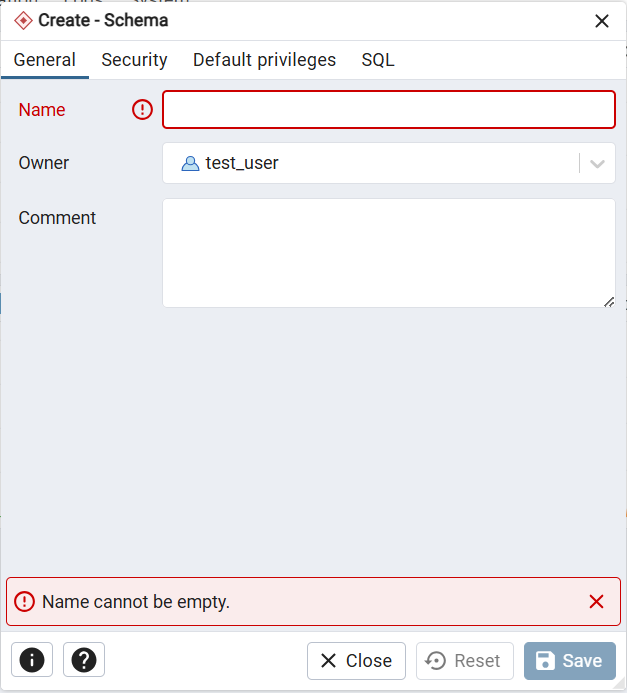 Create - Schema
General Security Default privileges SQL
Name
Owner test_user
Comment
Name cannot be empty.
Close Reset Save